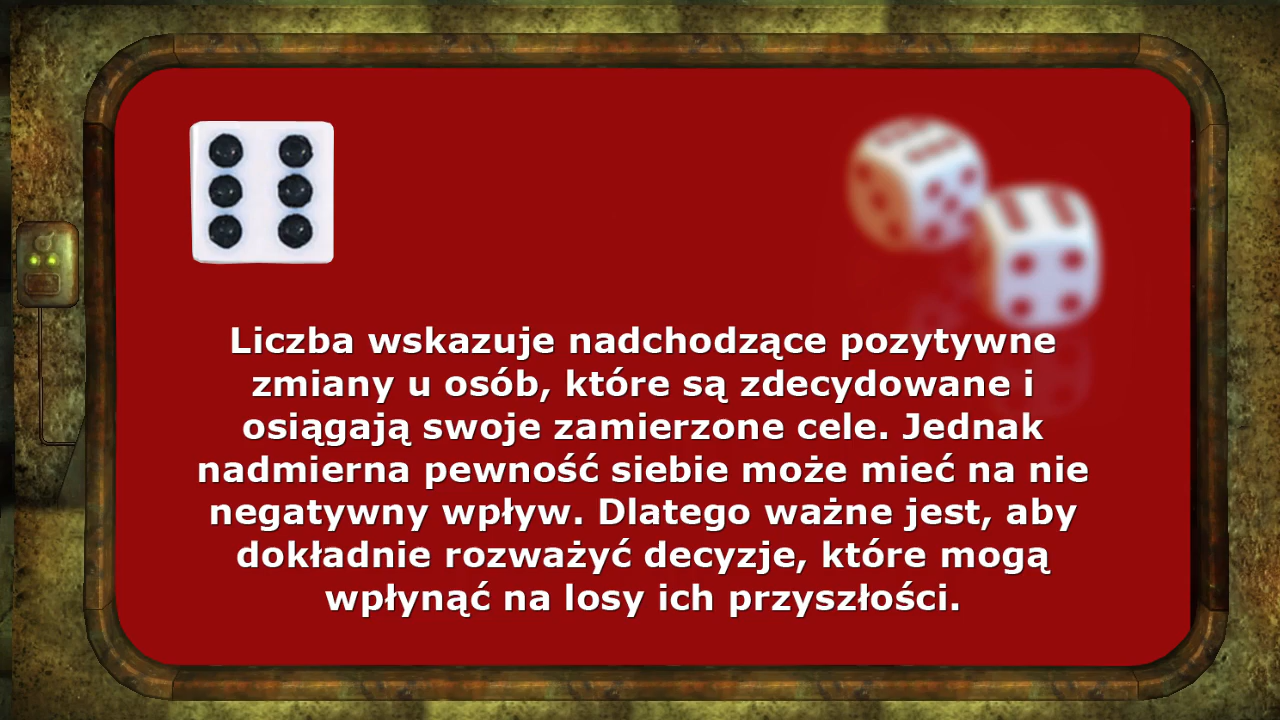 Liczba wskazuje nadchodzące pozytywne
zmiany u osób, które są zdecydowane i
osiągają swoje zamierzone cele. Jednak
nadmierna pewność siebie może mieć na nie
negatywny wpływ. Dlatego ważne jest, aby
dokładnie rozważyć decyzje, które mogą
wpłynąć na losy ich przyszłości.